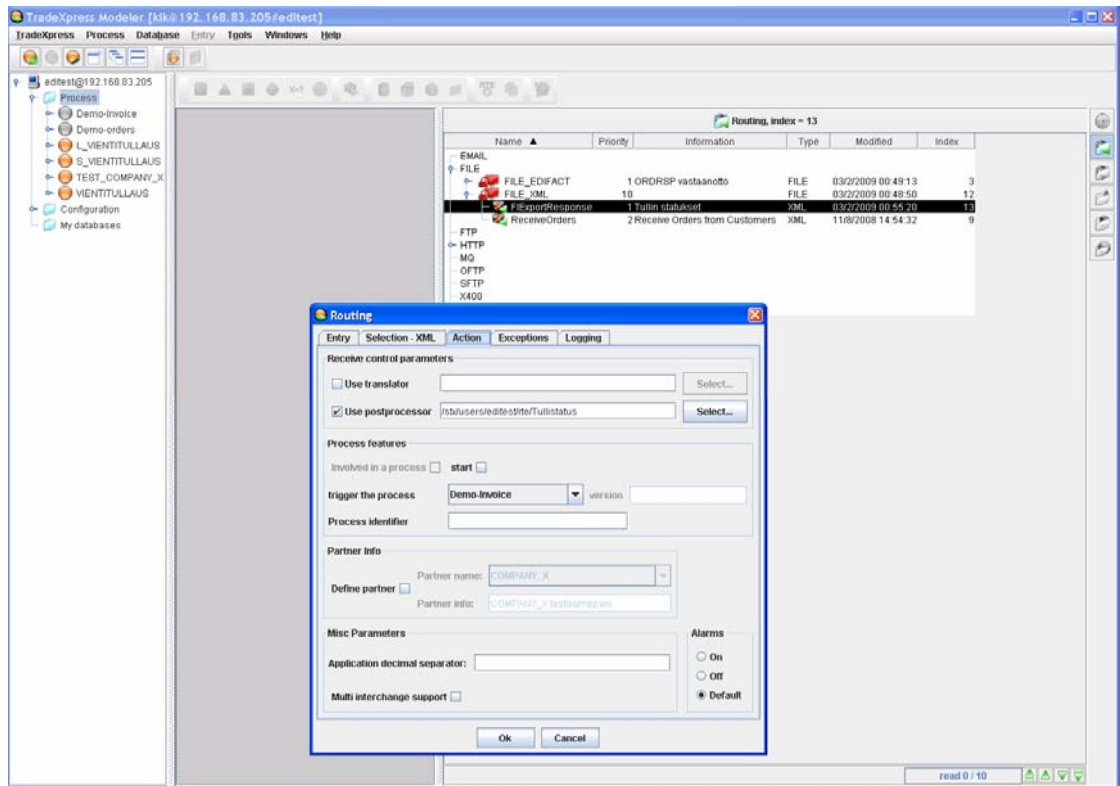 TradeXpress Modeler [klk@192.168.83.205#editest]
TradeXpress Process Database Entry Tools Windows Help
editest@192.168.83.205
Process
Demo-Invoice
Demo-orders
L_VIENTITULLAUS
S_VIENTITULLAUS
TEST_COMPANY_X
VIENTITULLAUS
Configuration
My databases
RTE
Routing, index = 13
Name ▲ Priority Information Type Modified Index
EMAIL
FILE
FILE_EDIFACT 1 ORDRSP vastaanotto FILE 03/2/2009 00:49:13 3
FILE_XML 10 FILE 03/2/2009 00:48:50 12
FIExportResponse 1 Tullin statukset XML 03/2/2009 00:55:20 13
ReceiveOrders 2 Receive Orders from Customers XML 11/8/2008 14:54:32 9
FTP
HTTP
MQ
OFTP
SFTP
X400
Routing
Entry Selection - XML Action Exceptions Logging
Receive control parameters
Use translator Select...
Use postprocessor /stx/users/editest/rte/Tullistatus Select...
Process features
Involved in a process start
trigger the process Demo-Invoice version
Process identifier
Partner Info
Partner name: COMPANY_X
Define partner
Partner info: COMPANY_X testikumppani
Misc Parameters Alarms
On
Application decimal separator:
Off
Multi interchange support Default
Ok Cancel
read 0 / 10